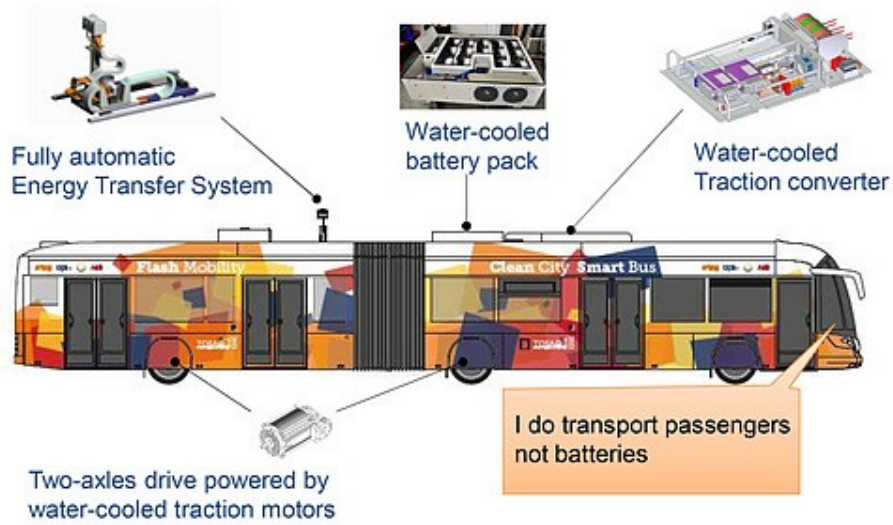 Fully automatic
Energy Transfer System
Water-cooled
battery pack
Water-cooled
Traction converter
Flash Mobility
Clean City Smart Bus
TOSA
I do transport passengers
not batteries
Two-axles drive powered by
water-cooled traction motors